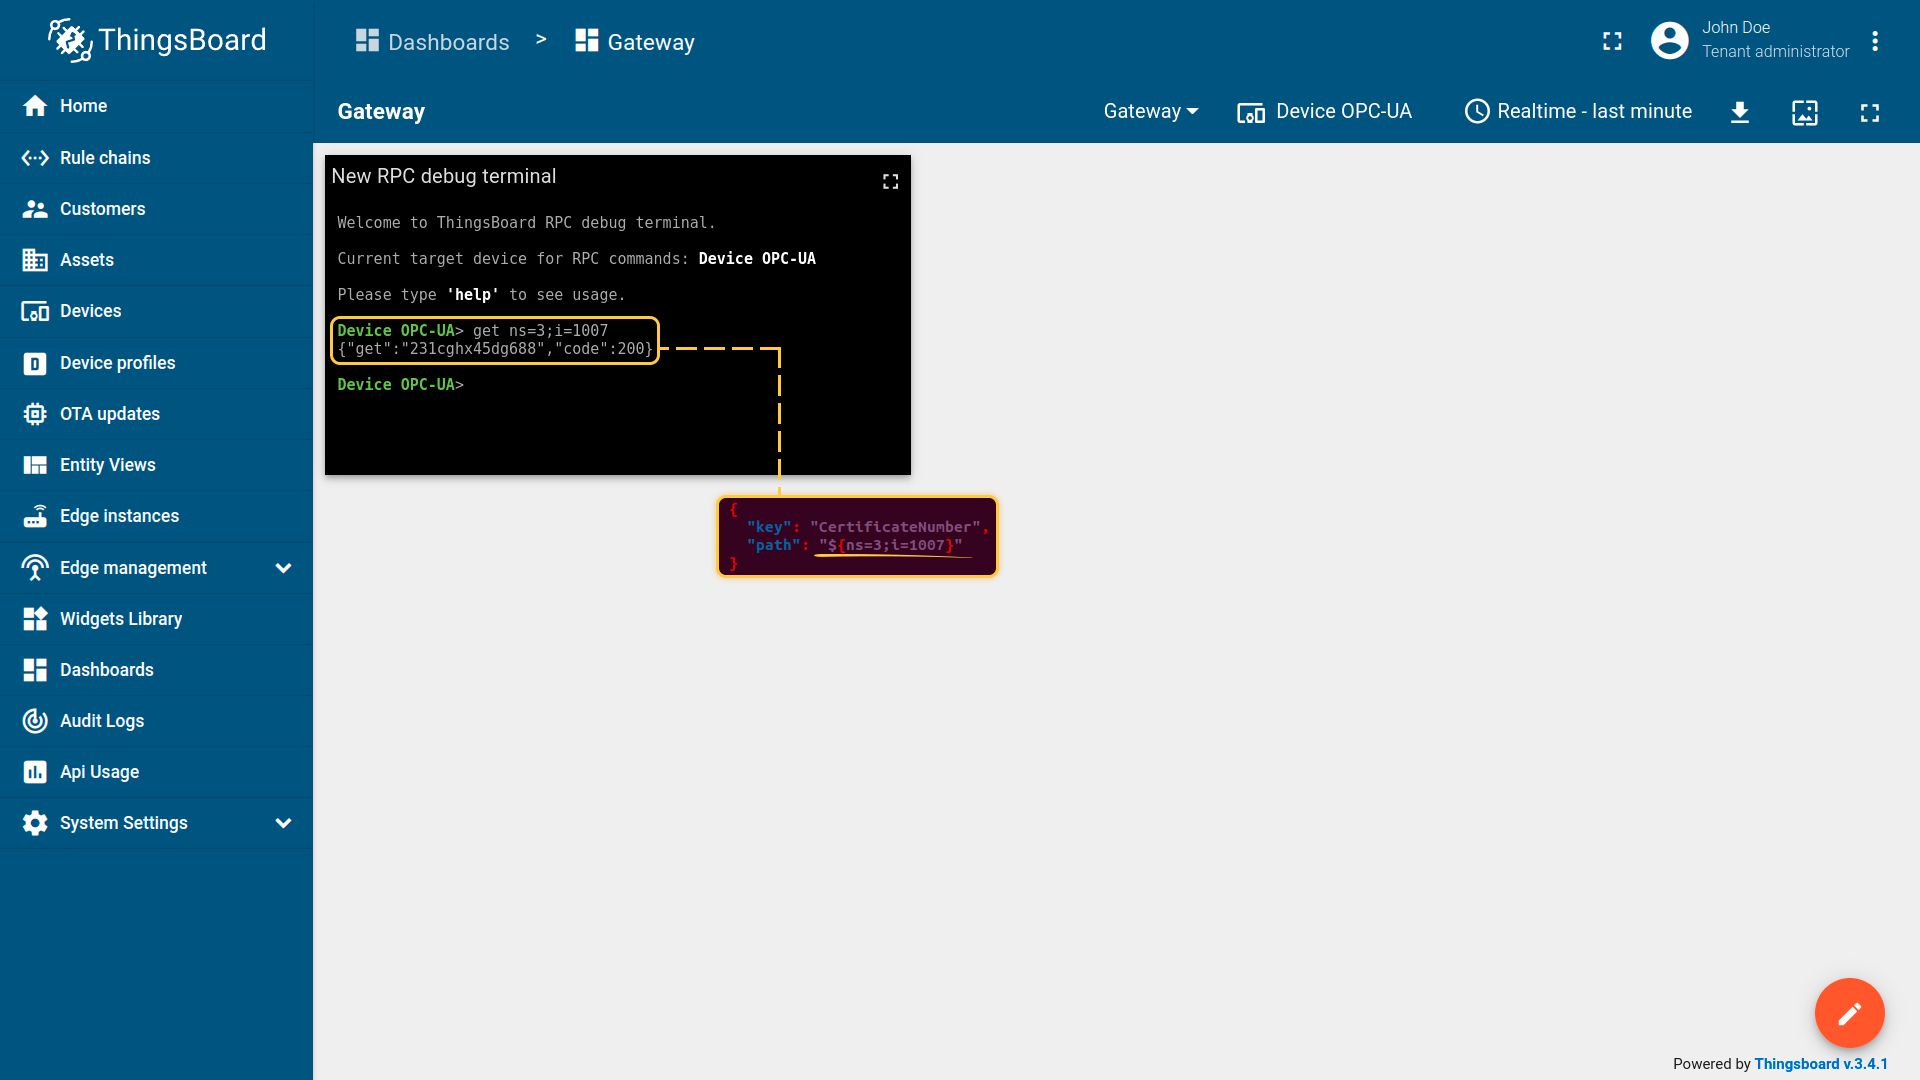 ThingsBoard
Dashboards > Gateway
John Doe
Tenant administrator
Gateway
Gateway
Device OPC-UA
Realtime - last minute
Home
Rule chains
Customers
Assets
Devices
Device profiles
OTA updates
Entity Views
Edge instances
Edge management
Widgets Library
Dashboards
Audit Logs
Api Usage
System Settings
New RPC debug terminal
Welcome to ThingsBoard RPC debug terminal.
Current target device for RPC commands: Device OPC-UA
Please type 'help' to see usage.
Device OPC-UA> get ns=3;i=1007
{"get":"231cghx45dg688","code":200}
Device OPC-UA>
{
"key": "CertificateNumber",
"path": "${ns=3;i=1007}"
}
Powered by Thingsboard v.3.4.1